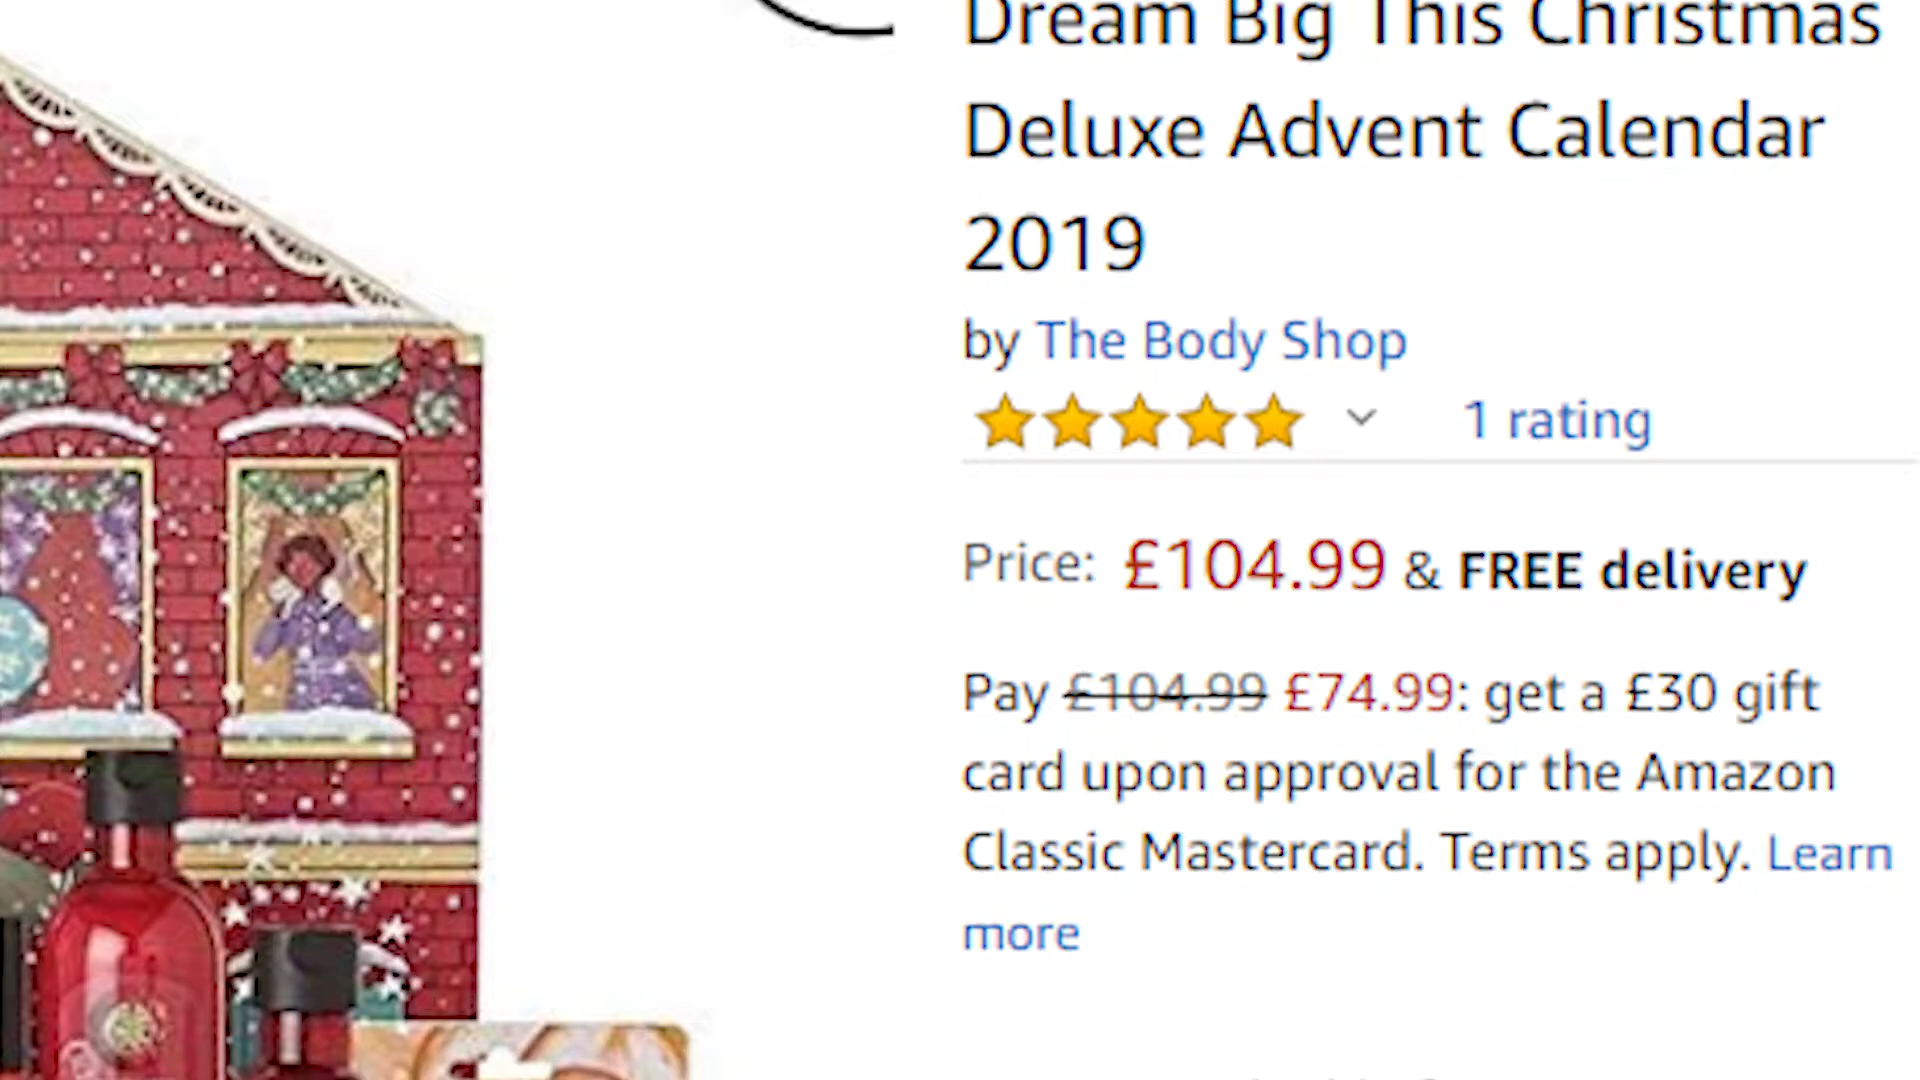 Dream Big This Christmas
Deluxe Advent Calendar
2019
by The Body Shop
1 rating
Price: £104.99 & FREE delivery
Pay £104.99 £74.99: get a £30 gift
card upon approval for the Amazon
Classic Mastercard. Terms apply. Learn
more